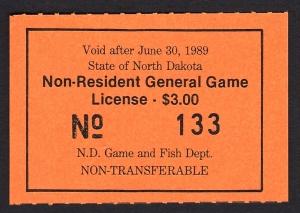 Void after June 30, 1989
State of North Dakota
Non-Resident General Game
License - $3.00
No 133
N.D. Game and Fish Dept.
NON-TRANSFERABLE